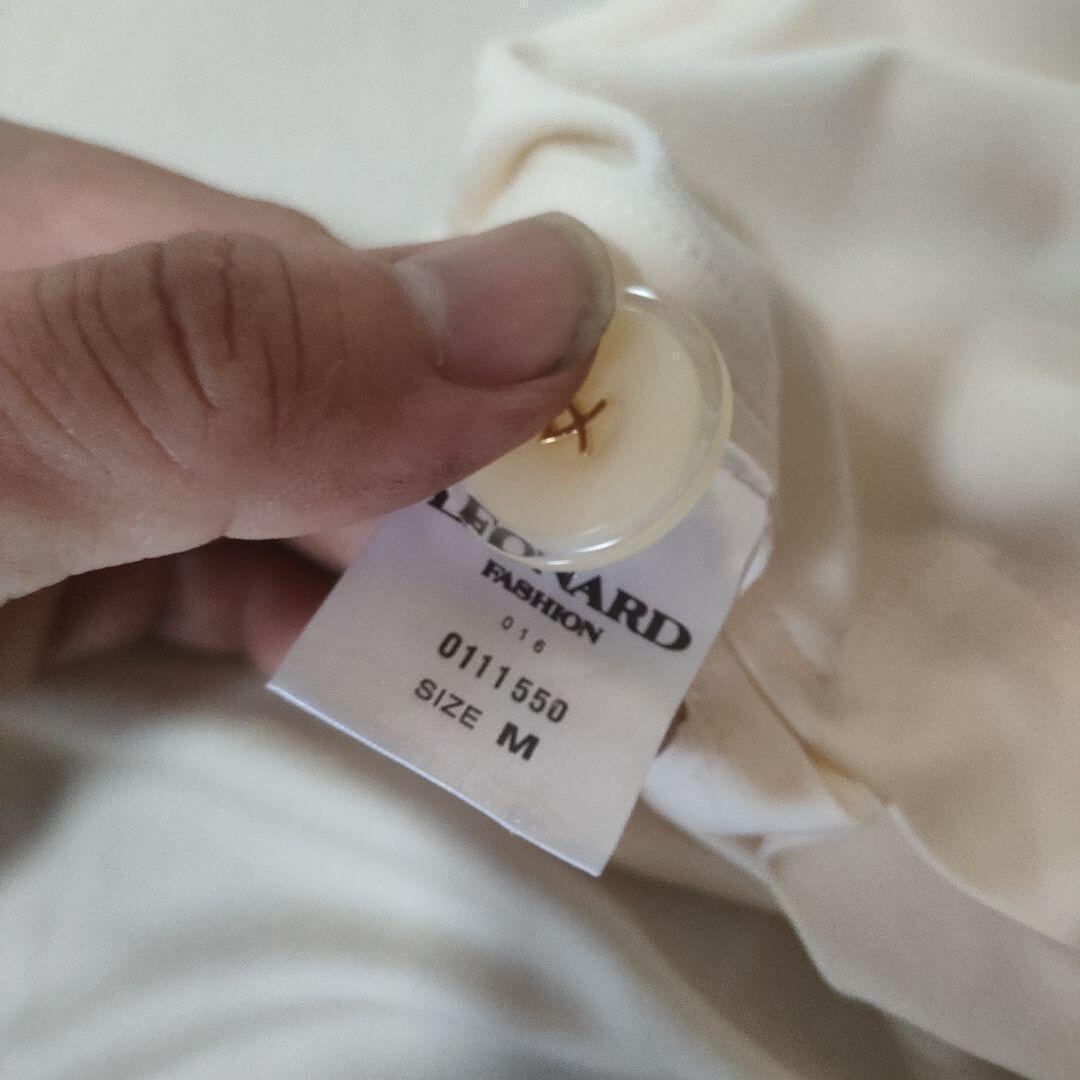 LEONARD
FASHION
016
0111550
SIZE M